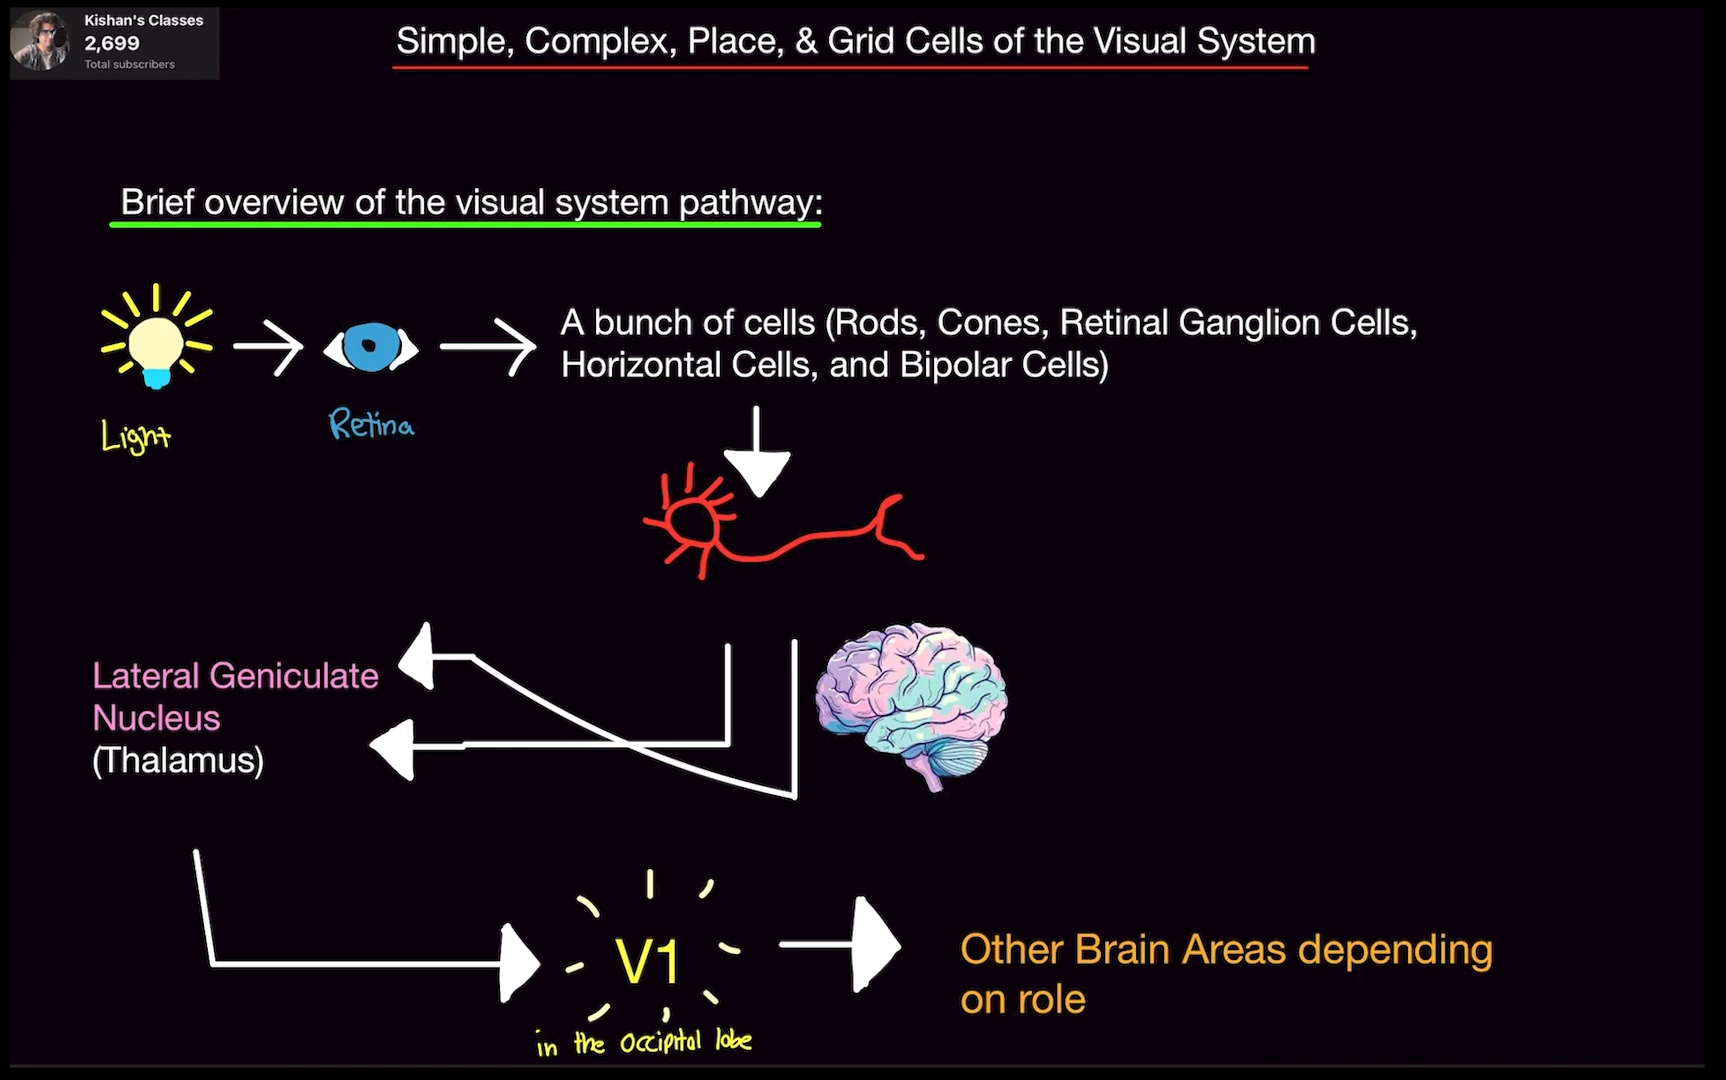 Kishan's Classes
2,699
Total subscribers
Simple, Complex, Place, & Grid Cells of the Visual System
Brief overview of the visual system pathway:
A bunch of cells (Rods, Cones, Retinal Ganglion Cells,
Horizontal Cells, and Bipolar Cells)
Light
Retina
Lateral Geniculate
Nucleus
(Thalamus)
V1
in the occipital lobe
Other Brain Areas depending
on role